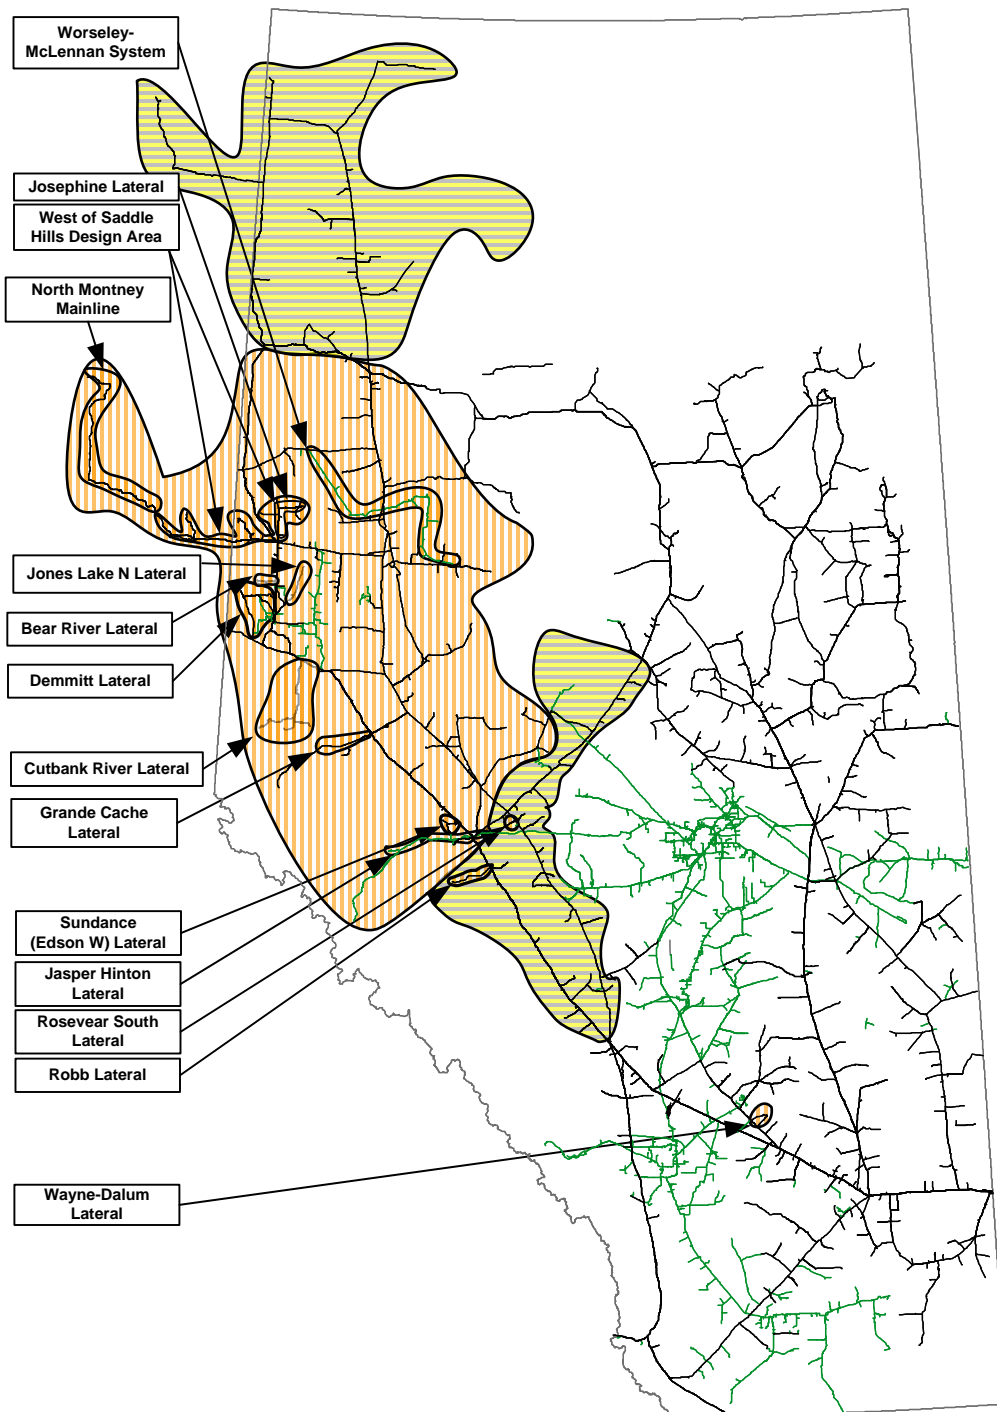 Worseley-
McLennan System
Josephine Lateral
West of Saddle
Hills Design Area
North Montney
Mainline
Jones Lake N Lateral
Bear River Lateral
Demmitt Lateral
Cutbank River Lateral
Grande Cache
Lateral
Sundance
(Edson W) Lateral
Jasper Hinton
Lateral
Rosevear South
Lateral
Robb Lateral
Wayne-Dalum
Lateral